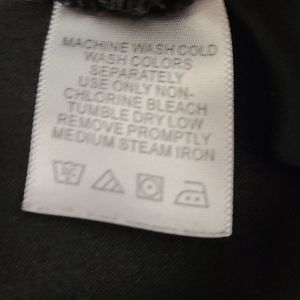 MACHINE WASH COLD
WASH COLORS
SEPARATELY
USE ONLY NON-
CHLORINE BLEACH
TUMBLE DRY LOW
REMOVE PROMPTLY
MEDIUM STEAM IRON